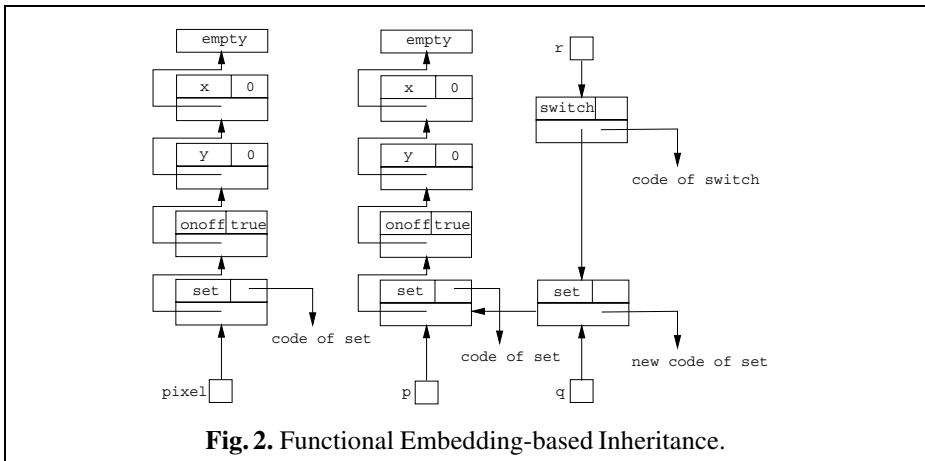 empty
empty
r
x 0
x 0
switch
y 0
y 0
code of switch
onoff true
onoff true
set
set
set
code of set
code of set
new code of set
pixel
p
q
Fig. 2. Functional Embedding-based Inheritance.